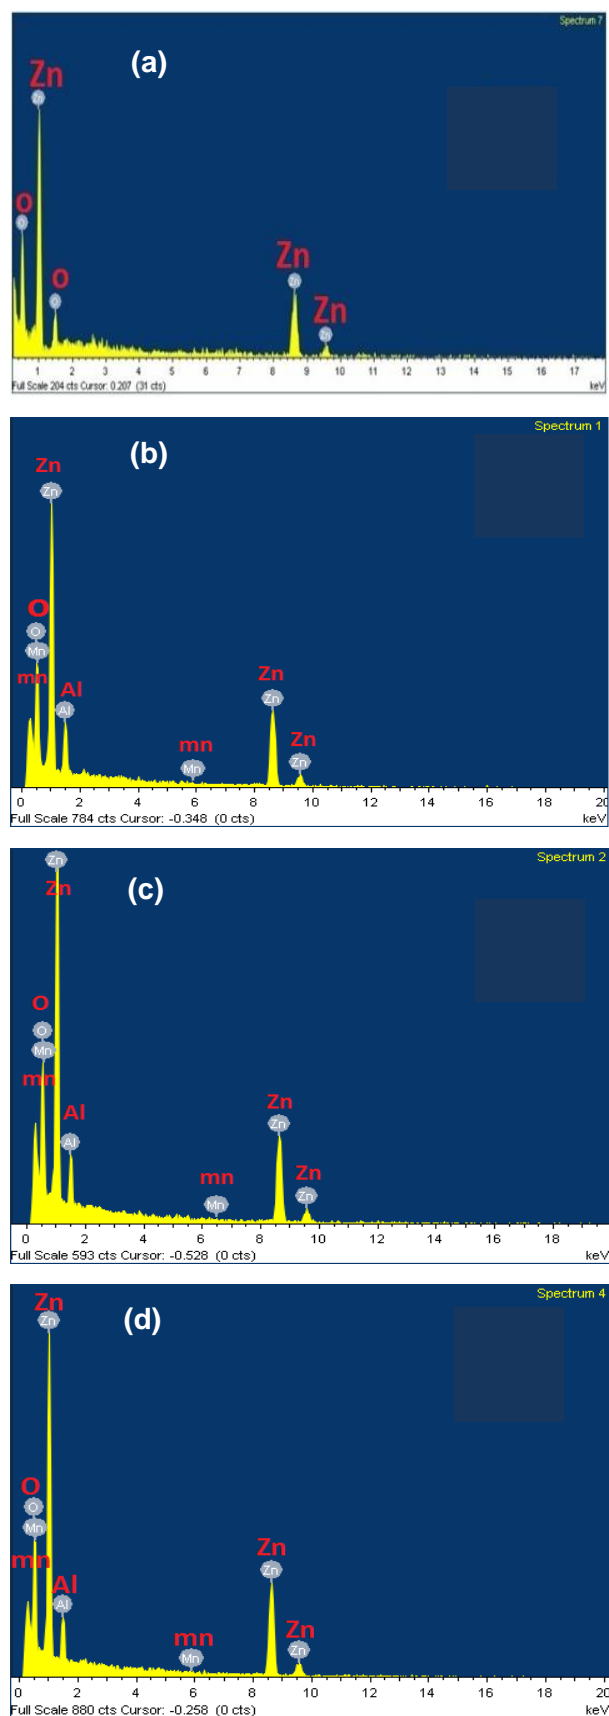 Spectrum 7
(a)
Zn
Zn
O
O
O
O
Zn
Zn
Zn
Zn
1 2 3 4 5 6 7 8 9 10 11 12 13 14 15 16 17
Full Scale 204 cts Cursor: 0.207 (31 cts) keV
Spectrum 1
(b)
Zn
Zn
O
O
Mn
mn
Al
Al
mn
Mn
Zn
Zn
Zn
Zn
0 2 4 6 8 10 12 14 16 18 20
Full Scale 784 cts Cursor: -0.348 (0 cts) keV
Spectrum 2
(c)
Zn
Zn
O
O
Mn
mn
Al
Al
mn
Mn
Zn
Zn
Zn
Zn
0 2 4 6 8 10 12 14 16 18
Full Scale 593 cts Cursor: -0.528 (0 cts) keV
Spectrum 4
(d)
Zn
Zn
O
O
Mn
mn
Al
Al
mn
Mn
Zn
Zn
Zn
Zn
0 2 4 6 8 10 12 14 16 18 20
Full Scale 880 cts Cursor: -0.258 (0 cts) keV